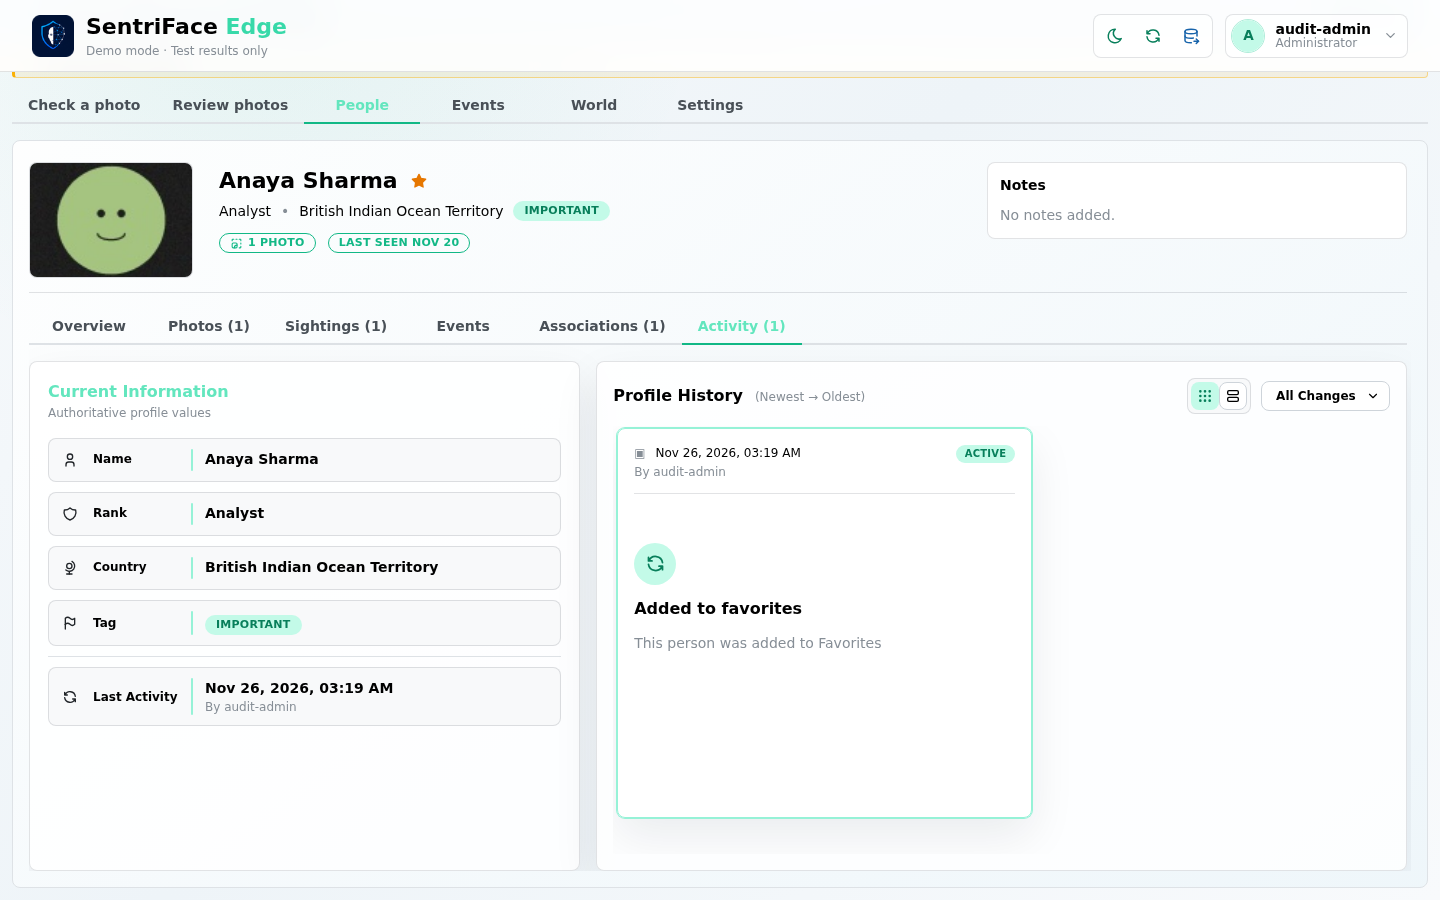 SentriFace Edge
Demo mode · Test results only
A
audit-admin
Administrator
Check a photo
Review photos
People
Events
World
Settings
Anaya Sharma
Analyst • British Indian Ocean Territory IMPORTANT
1 PHOTO
LAST SEEN NOV 20
Notes
No notes added.
Overview
Photos (1)
Sightings (1)
Events
Associations (1)
Activity (1)
Current Information
Authoritative profile values
Name Anaya Sharma
Rank Analyst
Country British Indian Ocean Territory
Tag IMPORTANT
Last Activity Nov 26, 2026, 03:19 AM
By audit-admin
Profile History (Newest → Oldest)
All Changes
Nov 26, 2026, 03:19 AM
ACTIVE
By audit-admin
Added to favorites
This person was added to Favorites